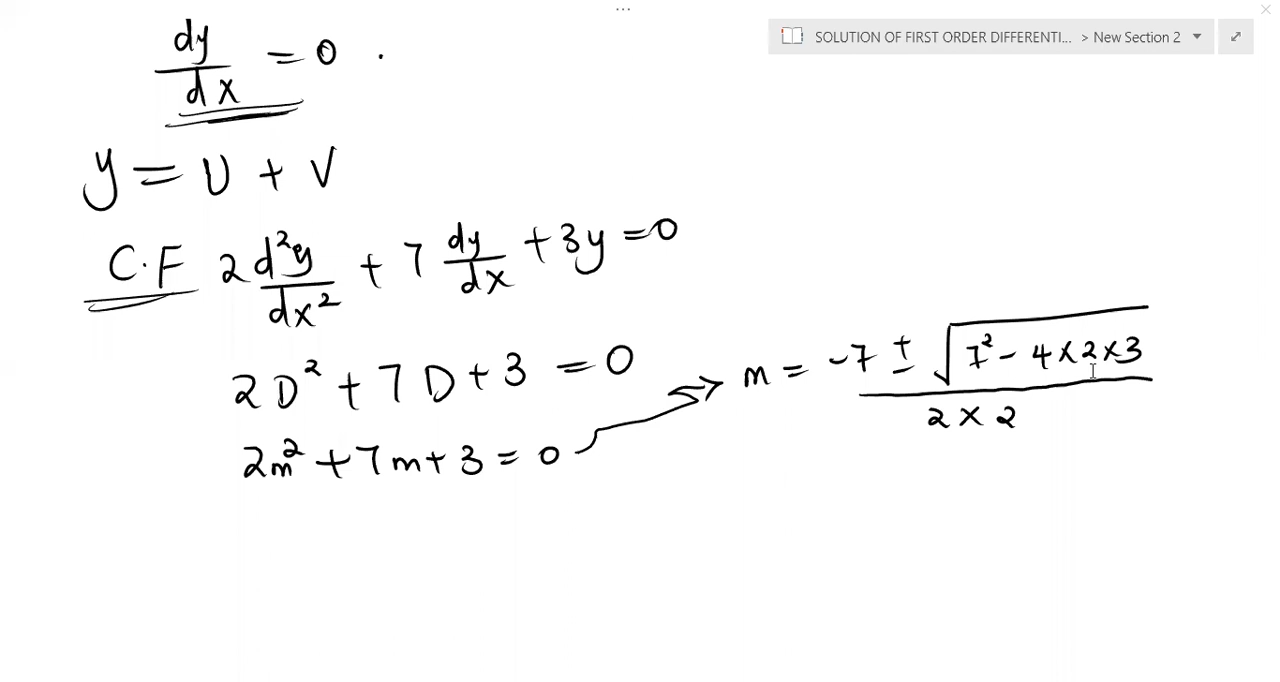 ...
SOLUTION OF FIRST ORDER DIFFERENTI... > New Section 2
dy/dx = 0 .
y = U + V
C.F 2 d²y/dx² + 7 dy/dx + 3y = 0
2D² + 7D + 3 = 0
m = -7 ± √(7² - 4 × 2 × 3) / 2 × 2
2m² + 7m + 3 = 0